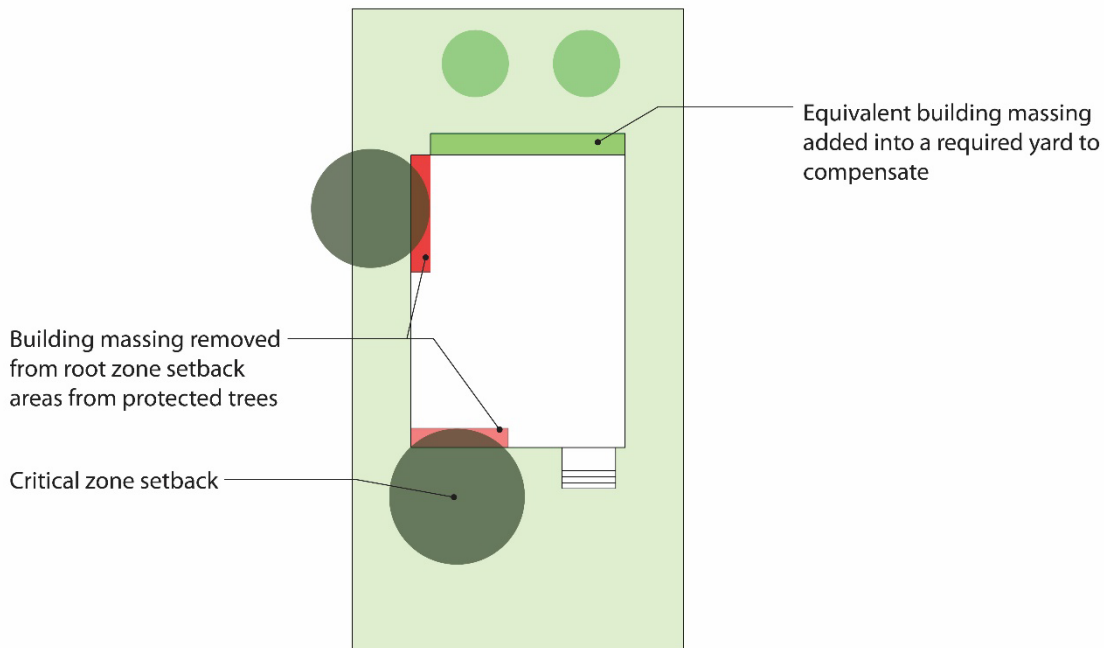 Equivalent building massing
added into a required yard to
compensate
Building massing removed
from root zone setback
areas from protected trees
Critical zone setback